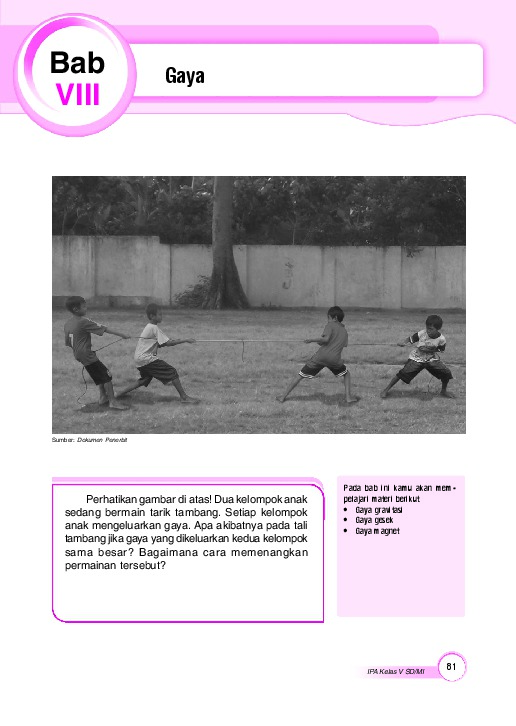 Bab
VIII
Gaya
Sumber: Dokumen Penerbit
Perhatikan gambar di atas! Dua kelompok anak
sedang bermain tarik tambang. Setiap kelompok
anak mengeluarkan gaya. Apa akibatnya pada tali
tambang jika gaya yang dikeluarkan kedua kelompok
sama besar? Bagaimana cara memenangkan
permainan tersebut?
Pada bab ini kamu akan mem-
pelajari materi berikut
• Gaya gravitasi
• Gaya gesek
• Gaya magnet
IPA Kelas V SD/MI
81